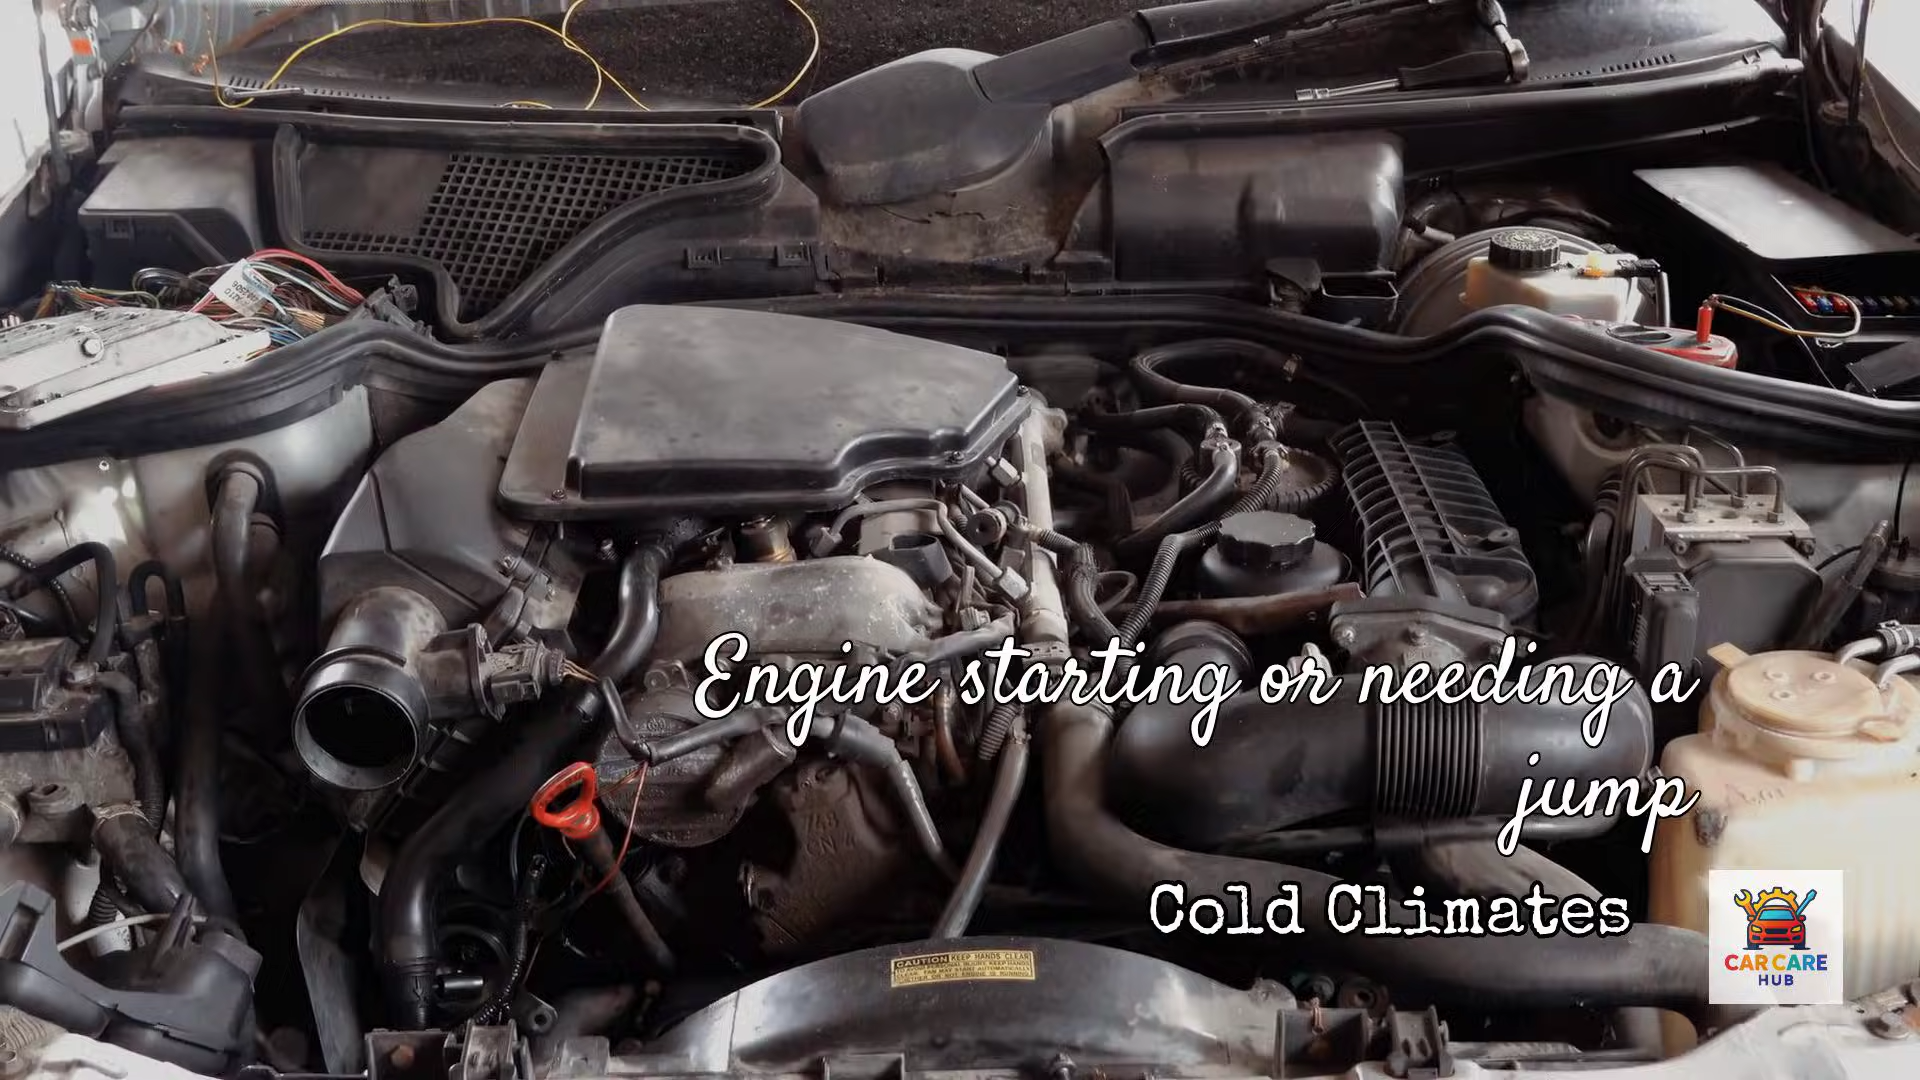 Engine starting or needing a
jump
Cold Climates
CAR CARE
HUB
CAUTION KEEP HANDS CLEAR